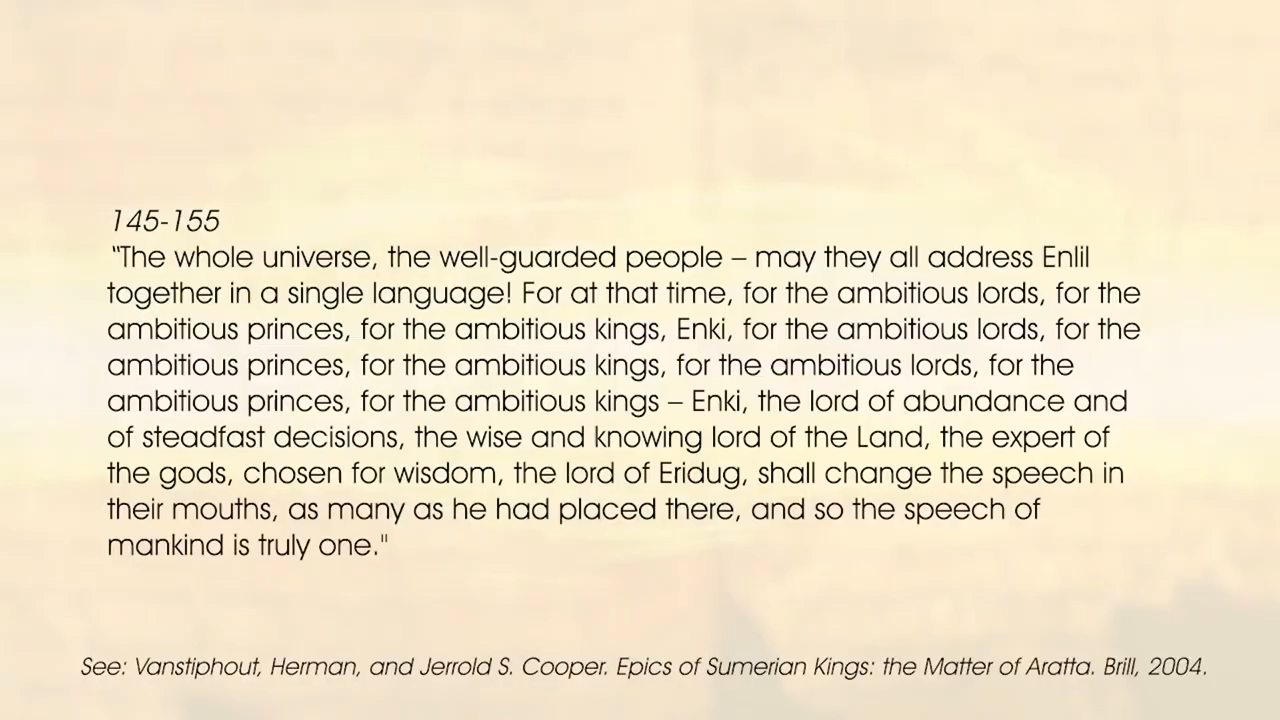 145-155
“The whole universe, the well-guarded people – may they all address Enlil
together in a single language! For at that time, for the ambitious lords, for the
ambitious princes, for the ambitious kings, Enki, for the ambitious lords, for the
ambitious princes, for the ambitious kings, for the ambitious lords, for the
ambitious princes, for the ambitious kings – Enki, the lord of abundance and
of steadfast decisions, the wise and knowing lord of the Land, the expert of
the gods, chosen for wisdom, the lord of Eridug, shall change the speech in
their mouths, as many as he had placed there, and so the speech of
mankind is truly one."
See: Vanstiphout, Herman, and Jerrold S. Cooper. Epics of Sumerian Kings: the Matter of Aratta. Brill, 2004.